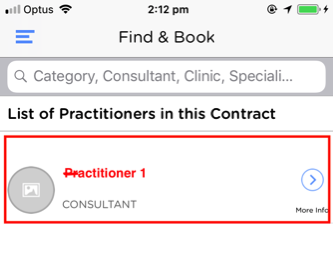 Optus 2:12 pm
Find & Book
Category, Consultant, Clinic, Speciali...
List of Practitioners in this Contract
Practitioner 1
CONSULTANT
More Info